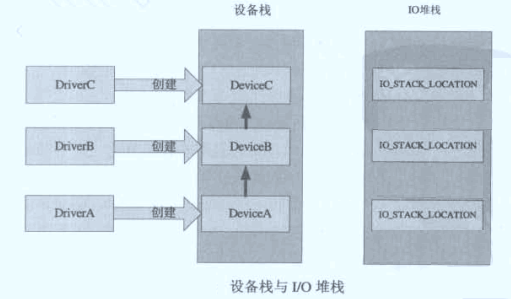 设备栈 IO堆栈
DriverC 创建 DeviceC IO_STACK_LOCATION
DriverB 创建 DeviceB IO_STACK_LOCATION
DriverA 创建 DeviceA IO_STACK_LOCATION
设备栈与 I/O 堆栈